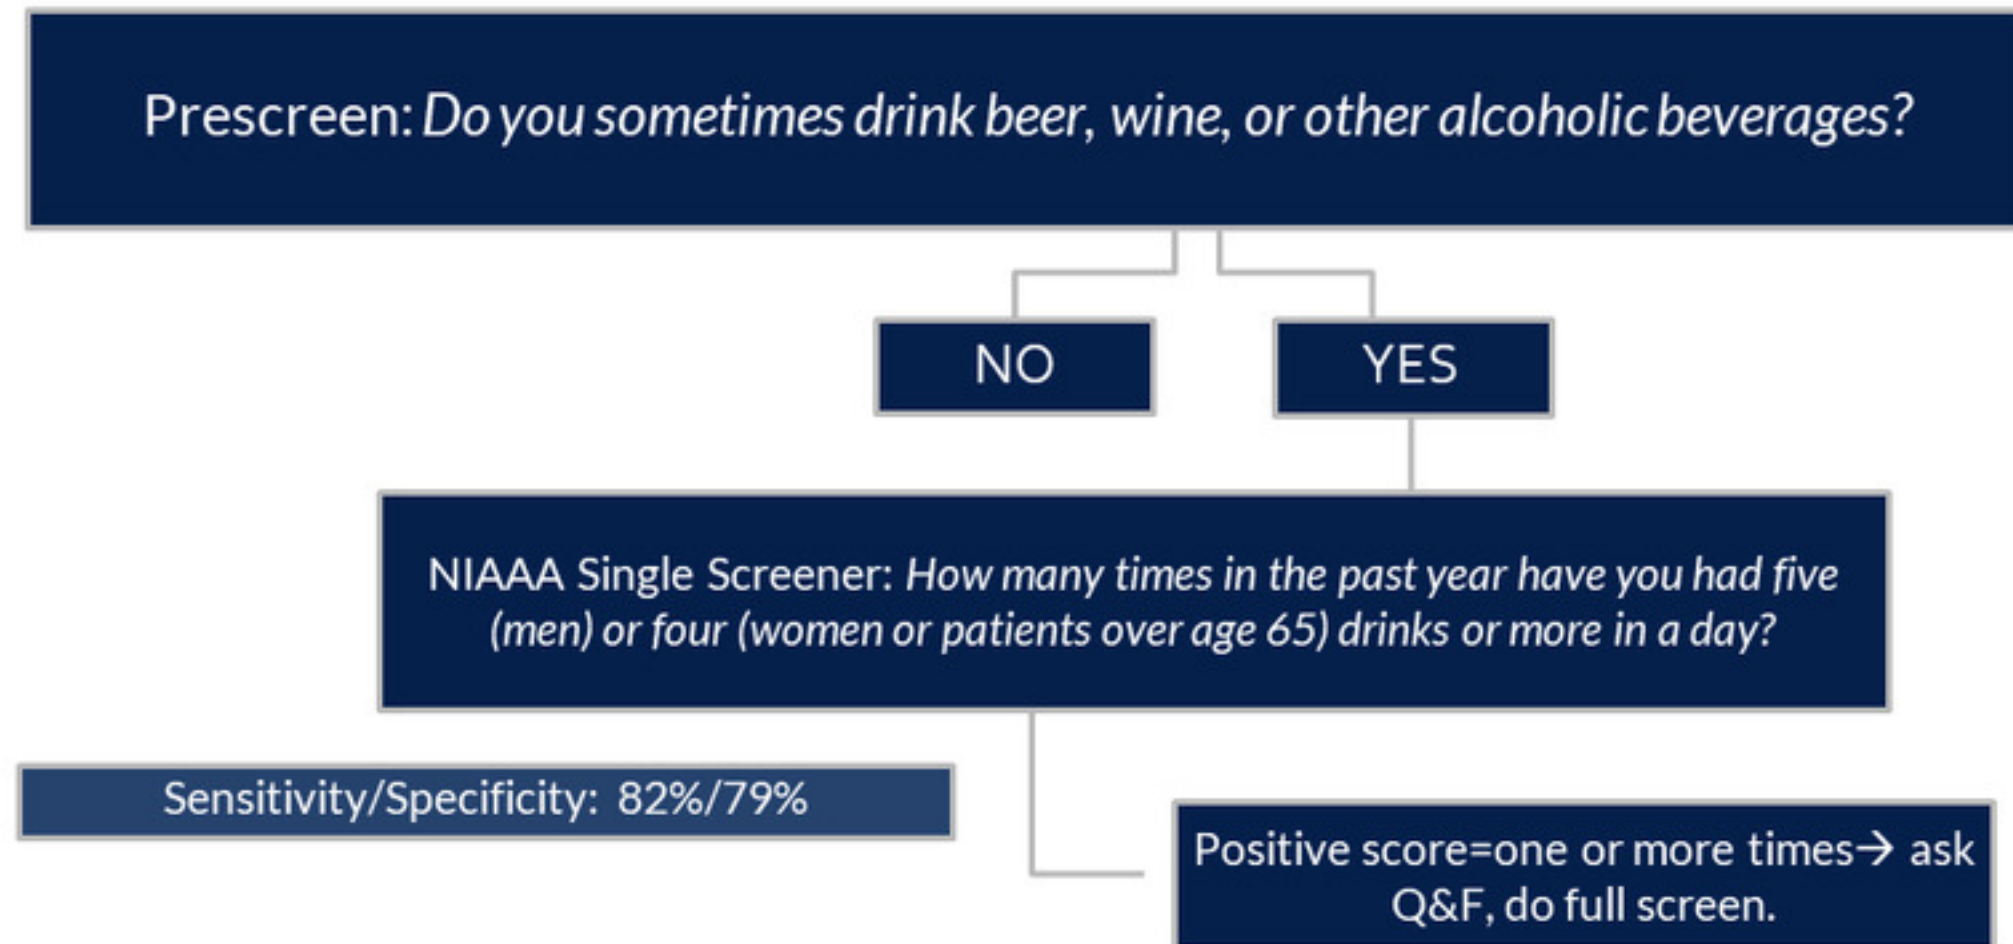 Prescreen: Do you sometimes drink beer, wine, or other alcoholic beverages?
NO
YES
NIAAA Single Screener: How many times in the past year have you had five
(men) or four (women or patients over age 65) drinks or more in a day?
Sensitivity/Specificity: 82%/79%
Positive score=one or more times→ ask
Q&F, do full screen.